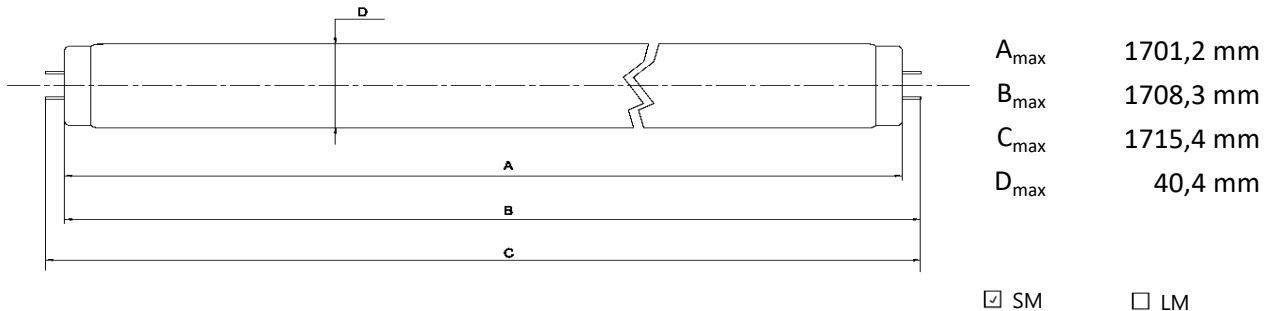 D
A
B
C
Amax 1701,2 mm
Bmax 1708,3 mm
Cmax 1715,4 mm
Dmax 40,4 mm
☑ SM ☐ LM